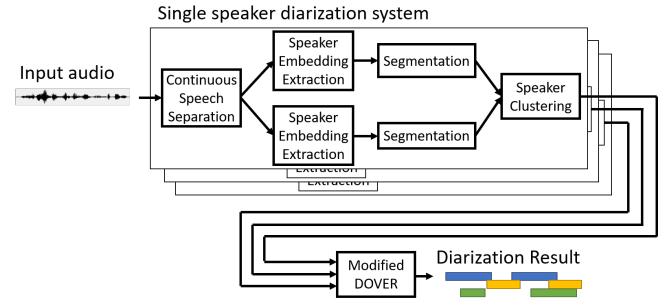 Single speaker diarization system
Input audio
Continuous
Speech
Separation
Speaker
Embedding
Extraction
Segmentation
Speaker
Embedding
Extraction
Segmentation
Speaker
Clustering
Extraction
Extraction
Modified
DOVER
Diarization Result